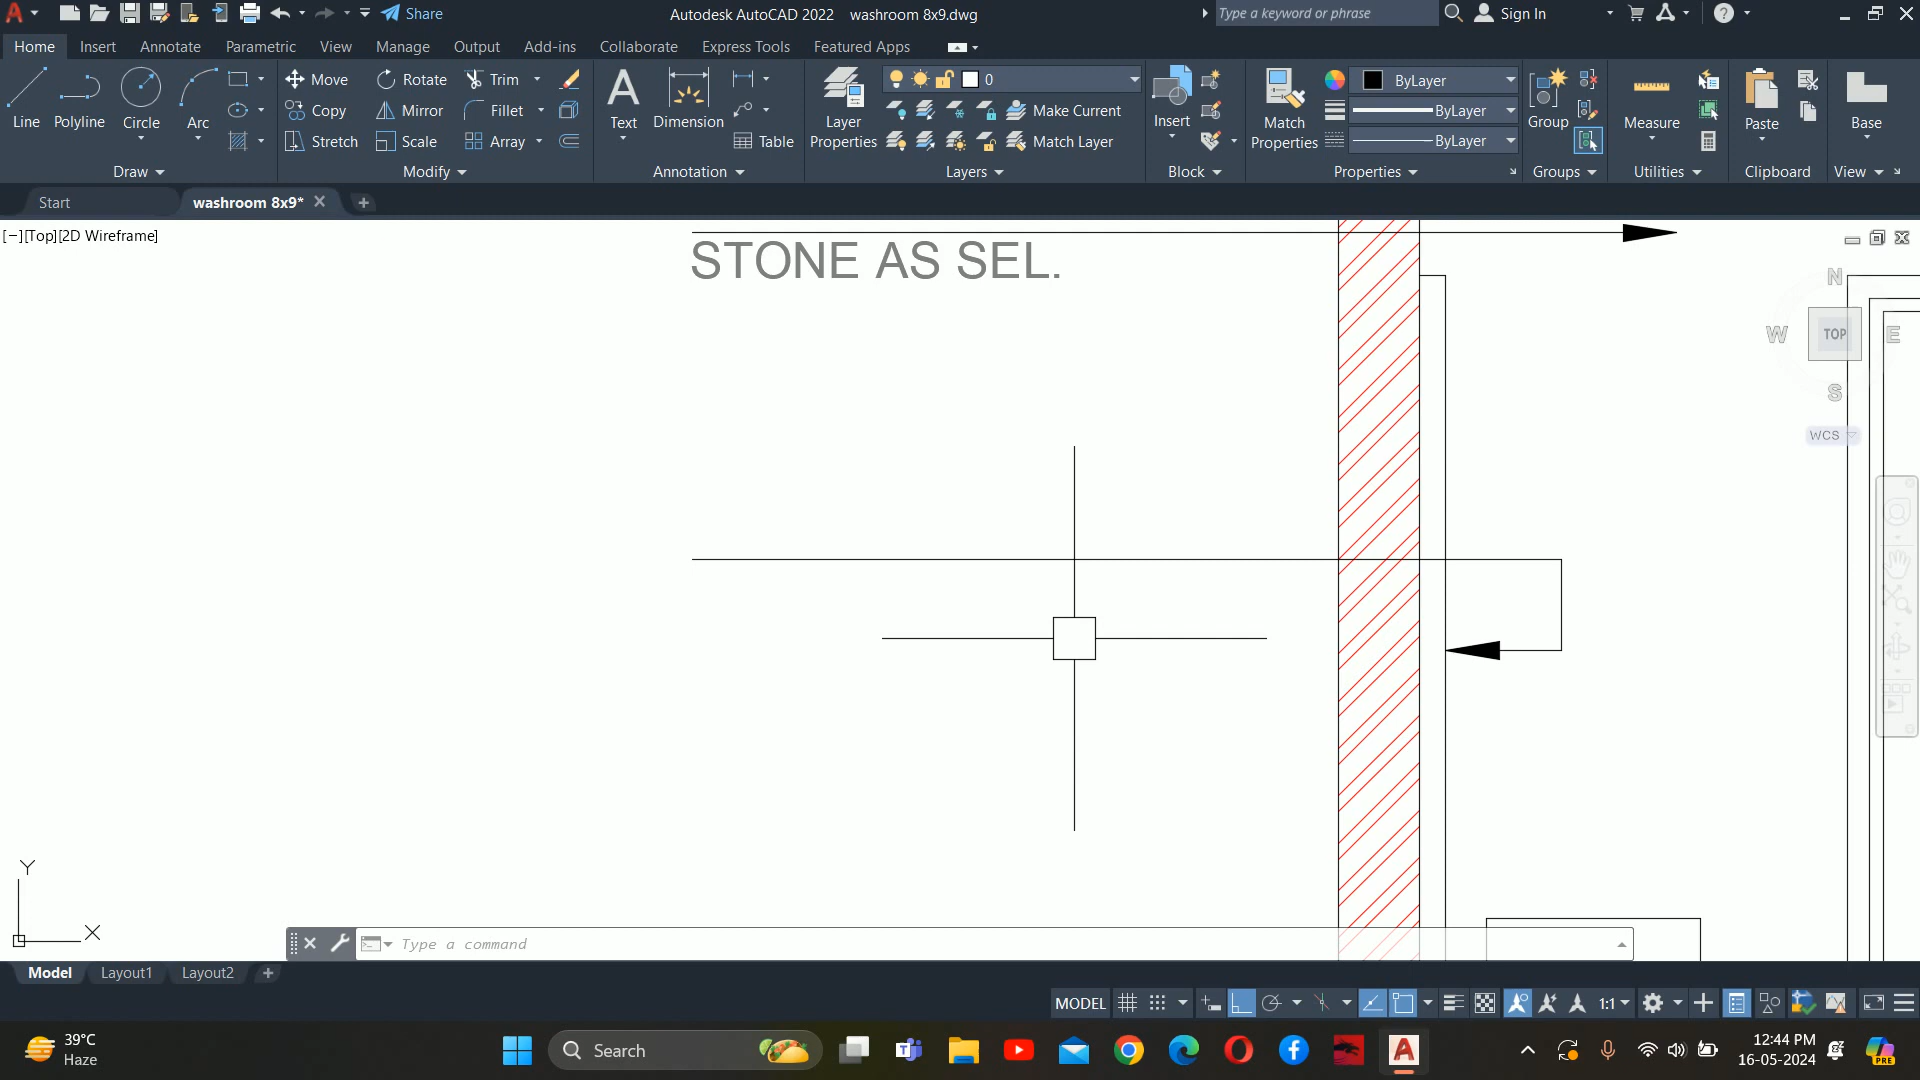 Share
Autodesk AutoCAD 2022 washroom 8x9.dwg
Type a keyword or phrase
Sign In
Home Insert Annotate Parametric View Manage Output Add-ins Collaborate Express Tools Featured Apps
Line Polyline Circle Arc
Move Rotate Trim
Copy Mirror Fillet
Stretch Scale Array
Text Dimension
Table
Layer Properties
0
Make Current
Match Layer
Insert
Match Properties
ByLayer
ByLayer
ByLayer
Group
Measure
Paste
Base
Draw Modify Annotation Layers Block Properties Groups Utilities Clipboard View
Start washroom 8x9*
[−][Top][2D Wireframe]
STONE AS SEL.
N
W TOP E
S
WCS
Y
X
Type a command
Model Layout1 Layout2
MODEL 1:1
39°C
Haze
Search
PRE
12:44 PM
16-05-2024